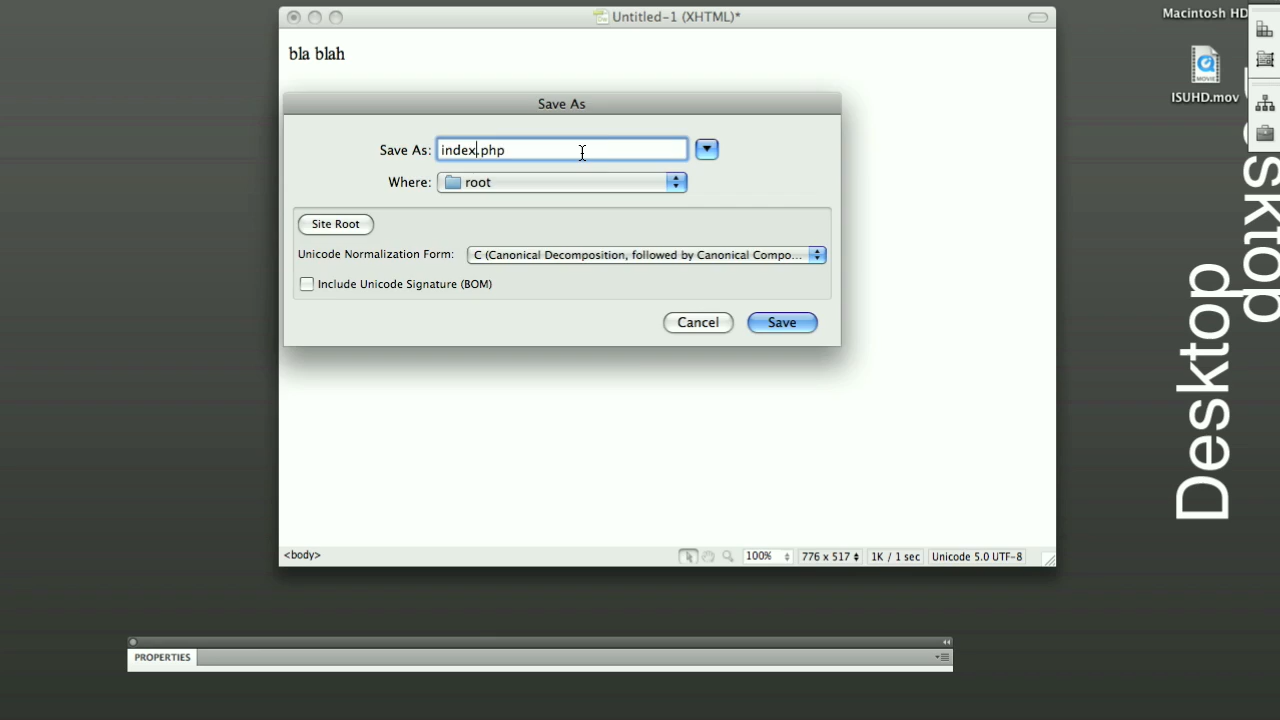 Untitled-1 (XHTML)*
Macintosh HD
bla blah
MOVIE
ISUHD.mov
Save As
Save As: index.php
Where: root
Site Root
Unicode Normalization Form: C (Canonical Decomposition, followed by Canonical Compo...
Include Unicode Signature (BOM)
Cancel Save
Desktop
Desktop
<body> 100% 776 x 517 1K / 1 sec Unicode 5.0 UTF-8
PROPERTIES